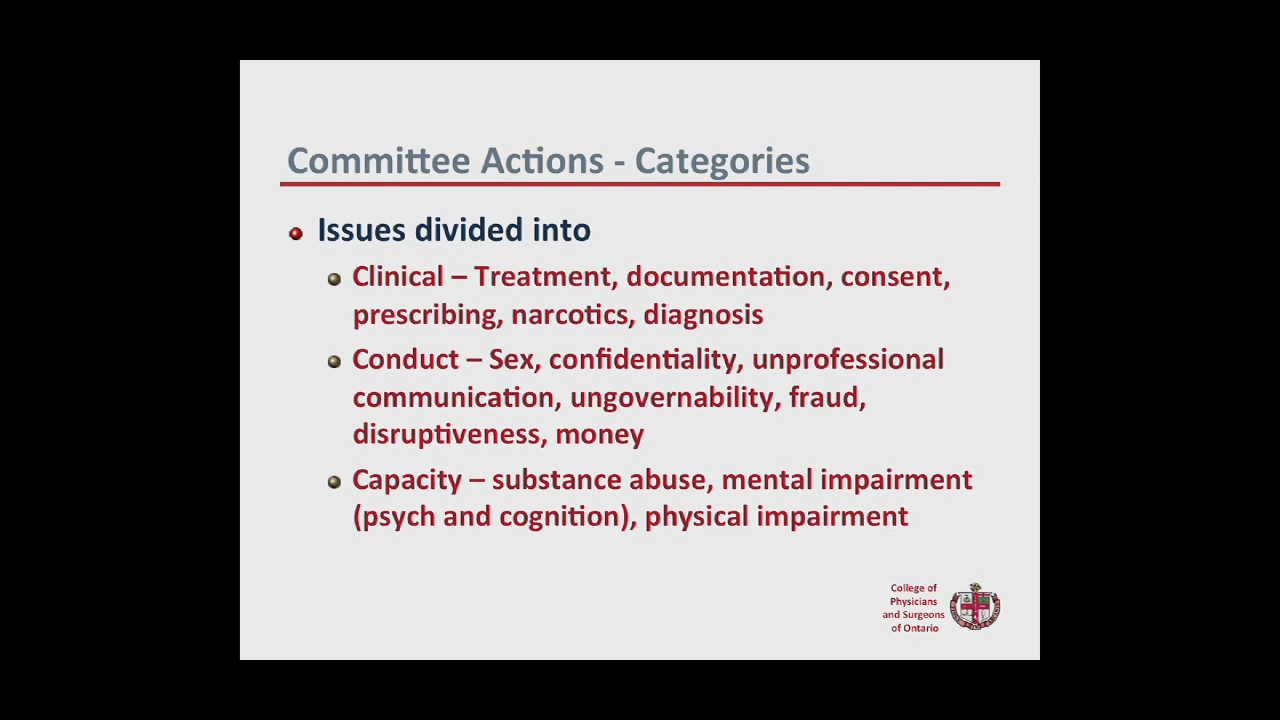 Committee Actions - Categories
Issues divided into
Clinical – Treatment, documentation, consent,
prescribing, narcotics, diagnosis
Conduct – Sex, confidentiality, unprofessional
communication, ungovernability, fraud,
disruptiveness, money
Capacity – substance abuse, mental impairment
(psych and cognition), physical impairment
College of
Physicians
and Surgeons
of Ontario